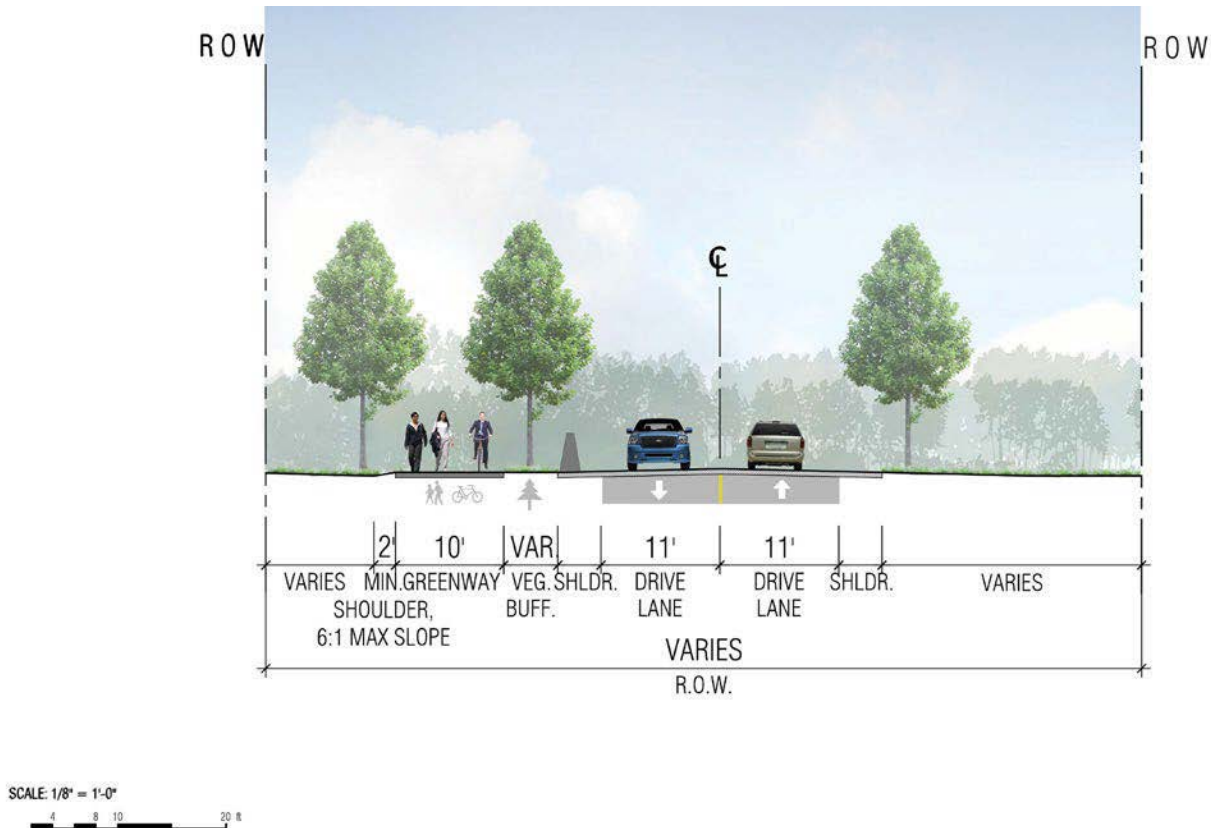 ROW
ROW
℄
2' 10' VAR. 11' 11'
VARIES MIN. GREENWAY VEG. SHLDR. DRIVE DRIVE SHLDR. VARIES
SHOULDER, BUFF. LANE LANE
6:1 MAX SLOPE
VARIES
R.O.W.
SCALE: 1/8" = 1'-0"
4 8 10 20 ft